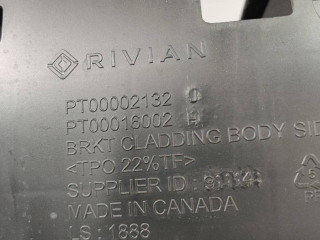 RIVIAN
PT00002132 J
PT00016002 H
BRKT CLADDING BODY SID
<TPO 22%TF>
SUPPLIER ID :
MADE IN CANADA
LS : 1888